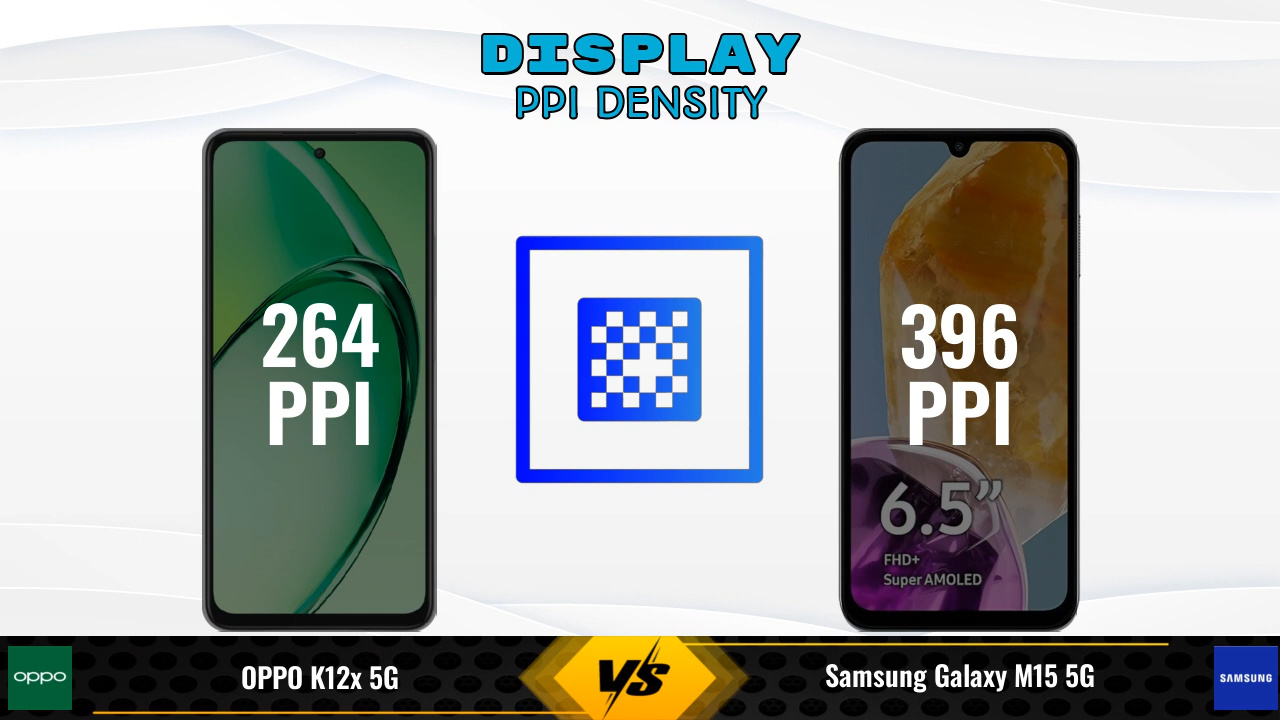 DISPLAY
PPI DENSITY
264
PPI
396
PPI
6.5”
FHD+
Super AMOLED
oppo
OPPO K12x 5G
VS
Samsung Galaxy M15 5G
SAMSUNG